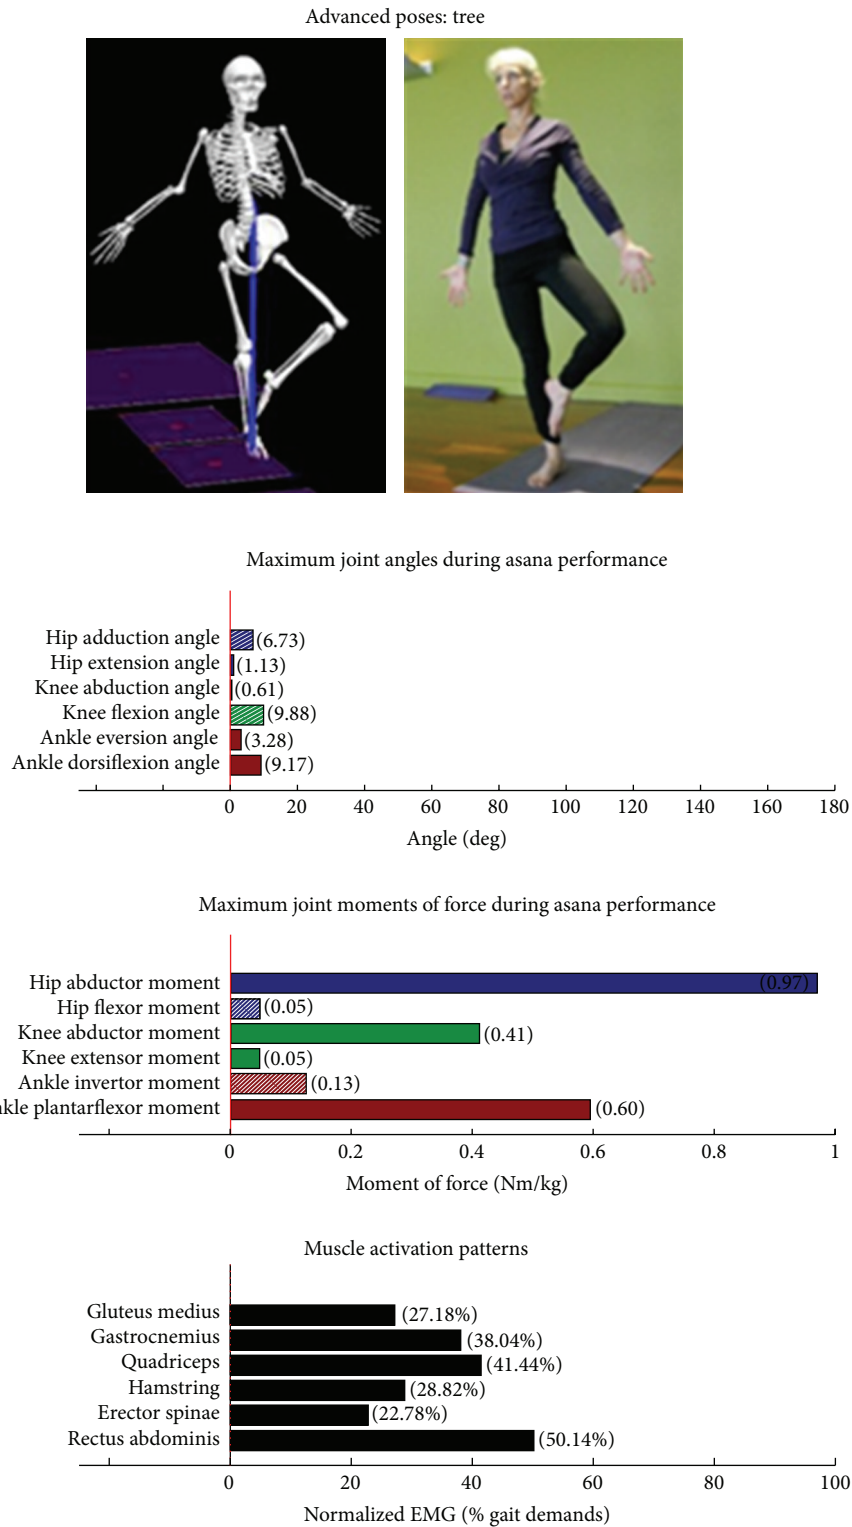 Advanced poses: tree
Maximum joint angles during asana performance
Hip adduction angle (6.73)
Hip extension angle (1.13)
Knee abduction angle (0.61)
Knee flexion angle (9.88)
Ankle eversion angle (3.28)
Ankle dorsiflexion angle (9.17)
0 20 40 60 80 100 120 140 160 180
Angle (deg)
Maximum joint moments of force during asana performance
Hip abductor moment (0.97)
Hip flexor moment (0.05)
Knee abductor moment (0.41)
Knee extensor moment (0.05)
Ankle invertor moment (0.13)
kle plantarflexor moment (0.60)
0 0.2 0.4 0.6 0.8 1
Moment of force (Nm/kg)
Muscle activation patterns
Gluteus medius (27.18%)
Gastrocnemius (38.04%)
Quadriceps (41.44%)
Hamstring (28.82%)
Erector spinae (22.78%)
Rectus abdominis (50.14%)
0 20 40 60 80 100
Normalized EMG (% gait demands)